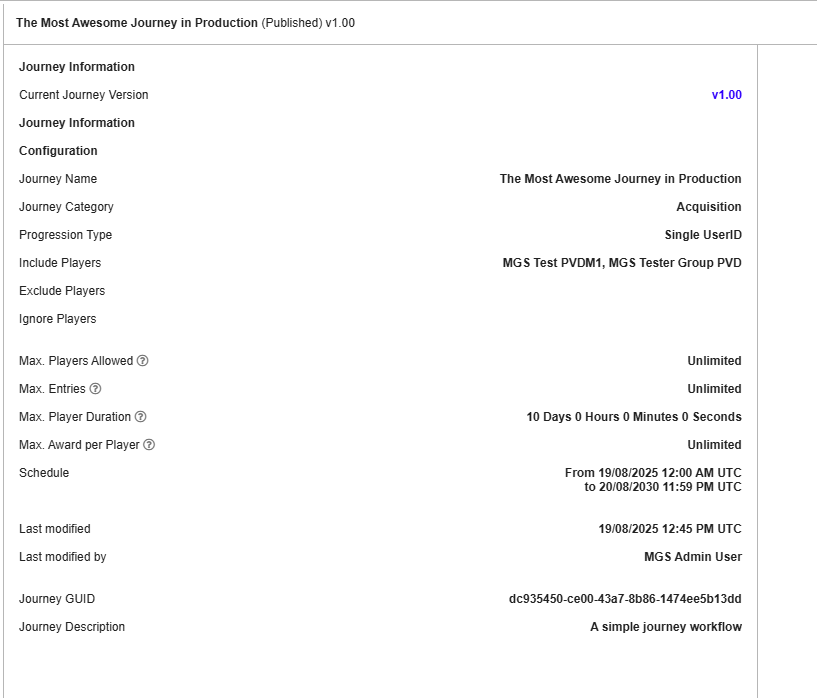 The Most Awesome Journey in Production (Published) v1.00
Journey Information
Current Journey Version v1.00
Journey Information
Configuration
Journey Name The Most Awesome Journey in Production
Journey Category Acquisition
Progression Type Single UserID
Include Players MGS Test PVDM1, MGS Tester Group PVD
Exclude Players
Ignore Players
Max. Players Allowed ? Unlimited
Max. Entries ? Unlimited
Max. Player Duration ? 10 Days 0 Hours 0 Minutes 0 Seconds
Max. Award per Player ? Unlimited
Schedule From 19/08/2025 12:00 AM UTC
to 20/08/2030 11:59 PM UTC
Last modified 19/08/2025 12:45 PM UTC
Last modified by MGS Admin User
Journey GUID dc935450-ce00-43a7-8b86-1474ee5b13dd
Journey Description A simple journey workflow